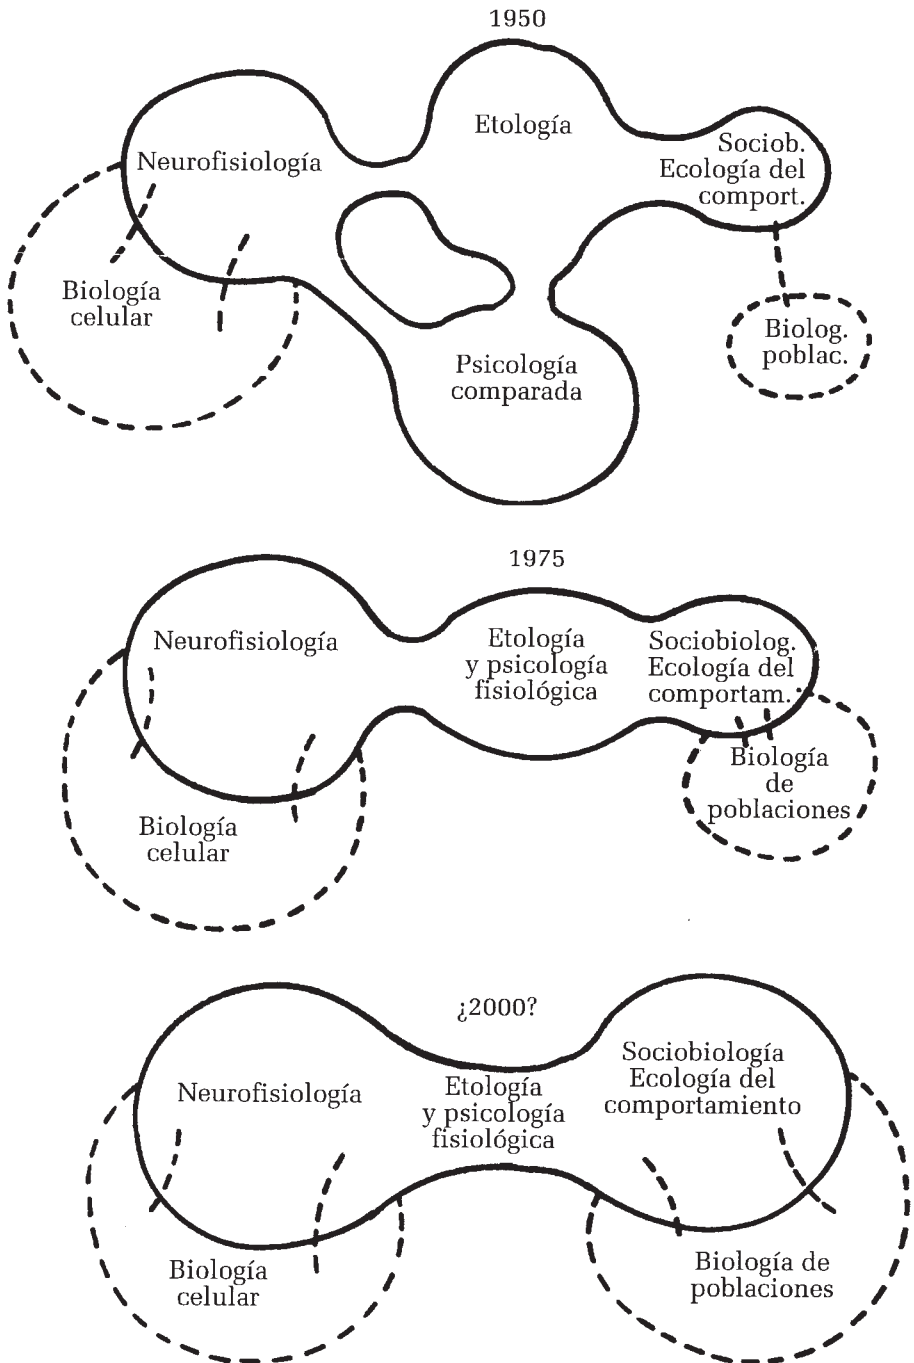 1950
Etología
Neurofisiología
Sociob.
Ecología del
comport.
Biología
celular
Biolog.
poblac.
Psicología
comparada
1975
Neurofisiología
Etología
y psicología
fisiológica
Sociobiolog.
Ecología del
comportam.
Biología
de
poblaciones
Biología
celular
¿2000?
Neurofisiología
Etología
y psicología
fisiológica
Sociobiología
Ecología del
comportamiento
Biología
celular
Biología de
poblaciones